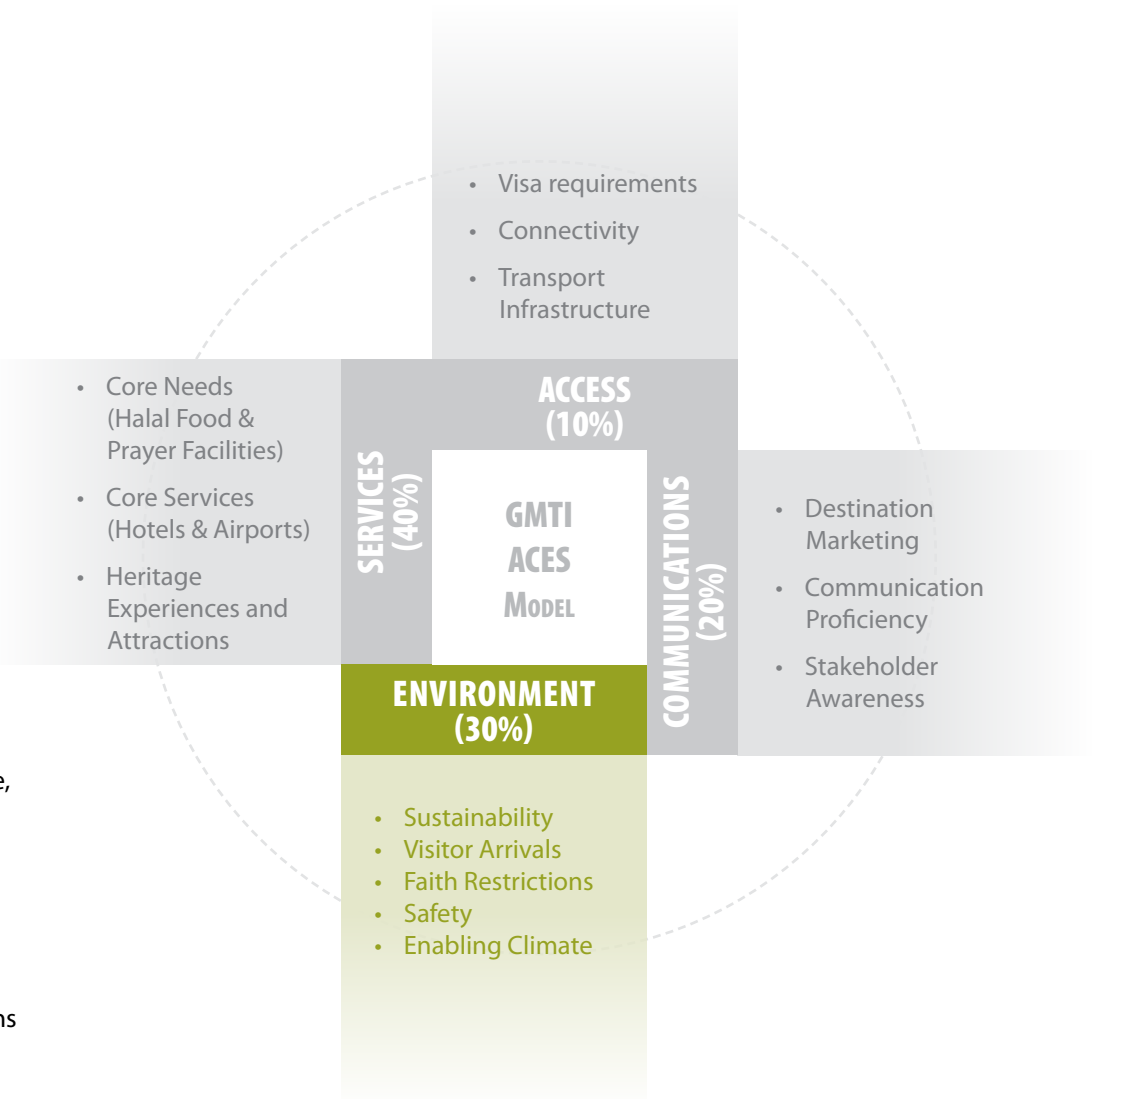 • Visa requirements
• Connectivity
• Transport
Infrastructure
ACCESS
(10%)
• Core Needs
(Halal Food &
Prayer Facilities)
• Core Services
(Hotels & Airports)
• Heritage
Experiences and
Attractions
SERVICES
(40%)
GMTI
ACES
Model
COMMUNICATIONS
(20%)
• Destination
Marketing
• Communication
Proficiency
• Stakeholder
Awareness
ENVIRONMENT
(30%)
• Sustainability
• Visitor Arrivals
• Faith Restrictions
• Safety
• Enabling Climate